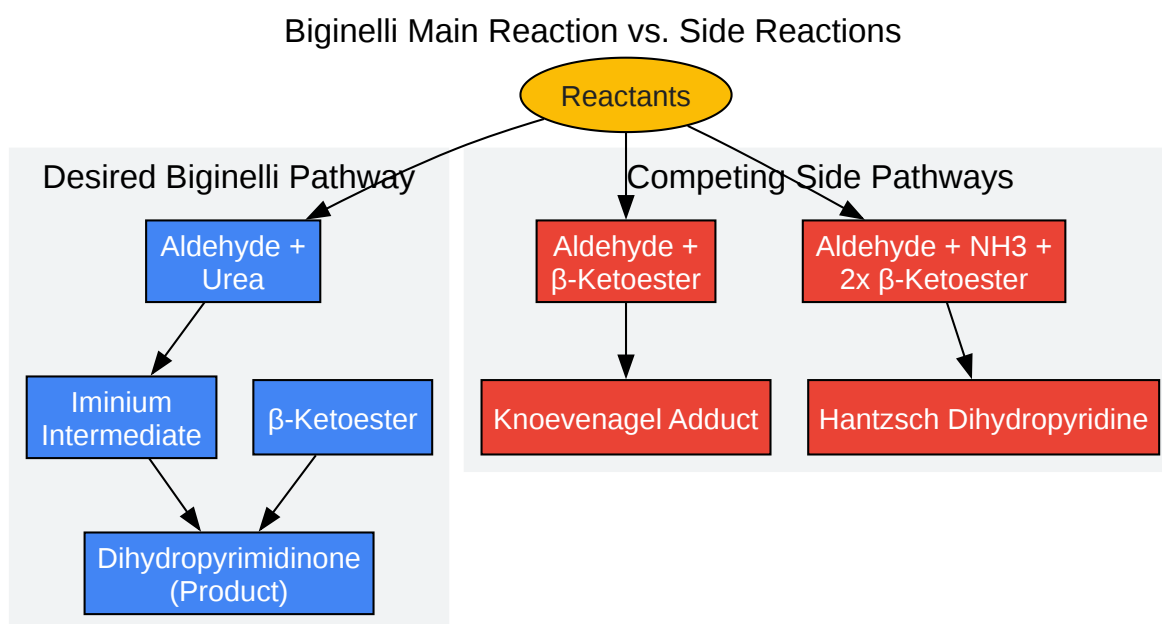 Biginelli Main Reaction vs. Side Reactions
Reactants
Desired Biginelli Pathway
Aldehyde +
Urea
Iminium
Intermediate
β-Ketoester
Dihydropyrimidinone
(Product)
Competing Side Pathways
Aldehyde +
β-Ketoester
Aldehyde + NH3 +
2x β-Ketoester
Knoevenagel Adduct
Hantzsch Dihydropyridine